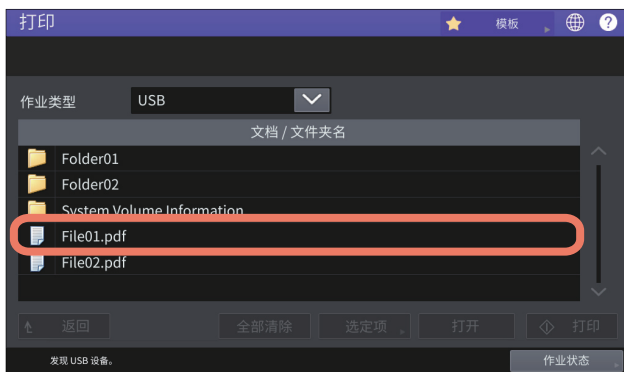 打印
模板
作业类型 USB
文档 / 文件夹名
Folder01
Folder02
System Volume Information
File01.pdf
File02.pdf
返回 全部清除 选定项 打开 打印
发现 USB 设备。 作业状态